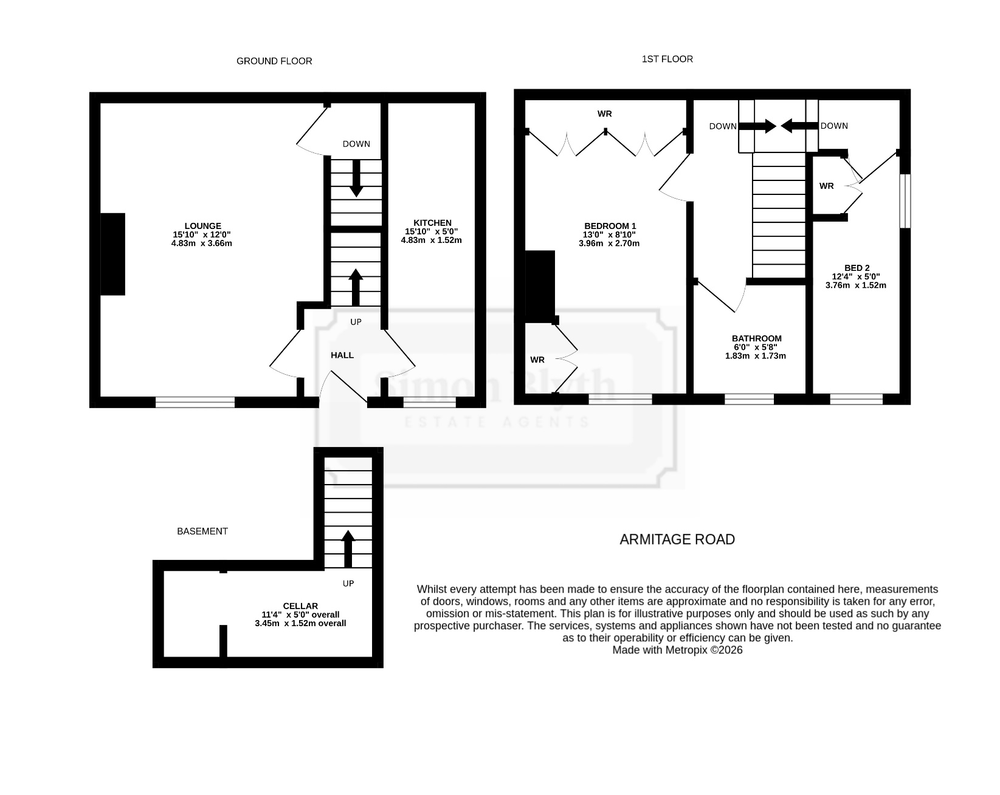 GROUND FLOOR
1ST FLOOR
DOWN
LOUNGE
15'10" x 12'0"
4.83m x 3.66m
KITCHEN
15'10" x 5'0"
4.83m x 1.52m
UP
HALL
WR
DOWN
DOWN
WR
BEDROOM 1
13'0" x 8'10"
3.96m x 2.70m
BED 2
12'4" x 5'0"
3.76m x 1.52m
BATHROOM
6'0" x 5'8"
1.83m x 1.73m
WR
Simon Blyth
ESTATE AGENTS
BASEMENT
UP
CELLAR
11'4" x 5'0" overall
3.45m x 1.52m overall
ARMITAGE ROAD
Whilst every attempt has been made to ensure the accuracy of the floorplan contained here, measurements
of doors, windows, rooms and any other items are approximate and no responsibility is taken for any error,
omission or mis-statement. This plan is for illustrative purposes only and should be used as such by any
prospective purchaser. The services, systems and appliances shown have not been tested and no guarantee
as to their operability or efficiency can be given.
Made with Metropix ©2026